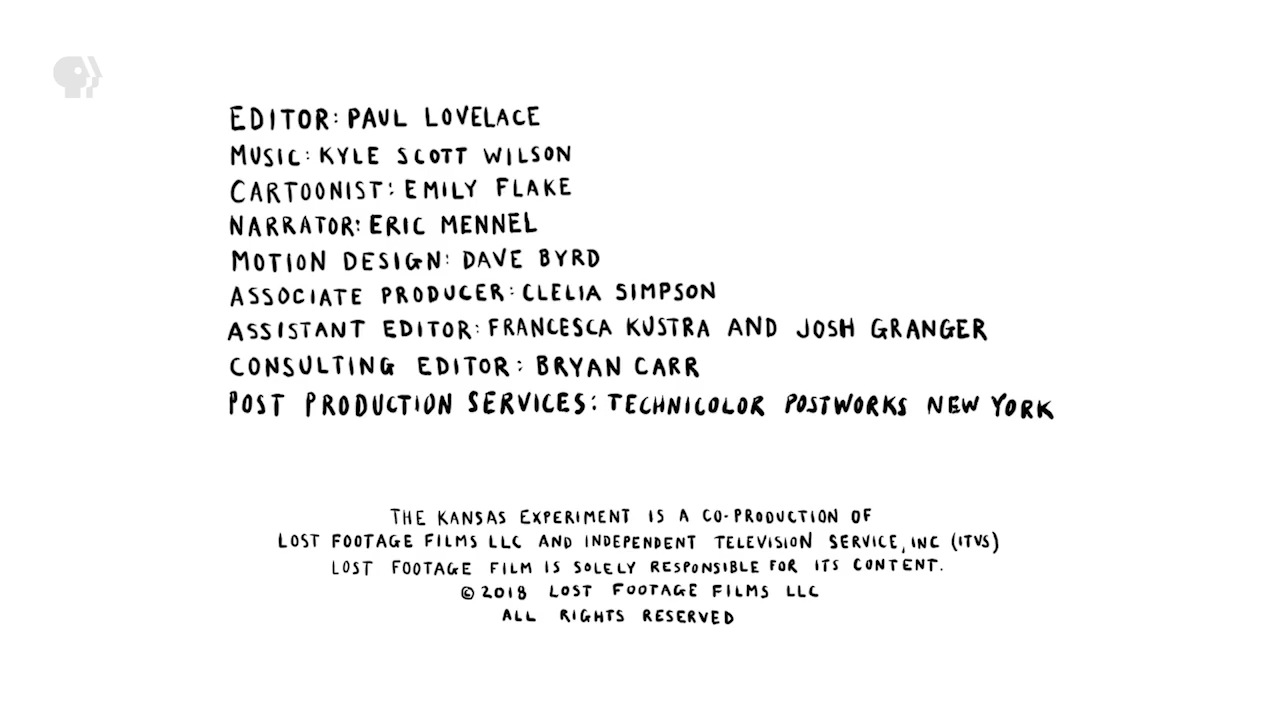 EDITOR: PAUL LOVELACE
MUSIC: KYLE SCOTT WILSON
CARTOONIST: EMILY FLAKE
NARRATOR: ERIC MENNEL
MOTION DESIGN: DAVE BYRD
ASSOCIATE PRODUCER: CLELIA SIMPSON
ASSISTANT EDITOR: FRANCESCA KUSTRA AND JOSH GRANGER
CONSULTING EDITOR: BRYAN CARR
POST PRODUCTION SERVICES: TECHNICOLOR POSTWORKS NEW YORK
THE KANSAS EXPERIMENT IS A CO-PRODUCTION OF
LOST FOOTAGE FILMS LLC AND INDEPENDENT TELEVISION SERVICE, INC (ITVS)
LOST FOOTAGE FILM IS SOLELY RESPONSIBLE FOR ITS CONTENT.
© 2018 LOST FOOTAGE FILMS LLC
ALL RIGHTS RESERVED